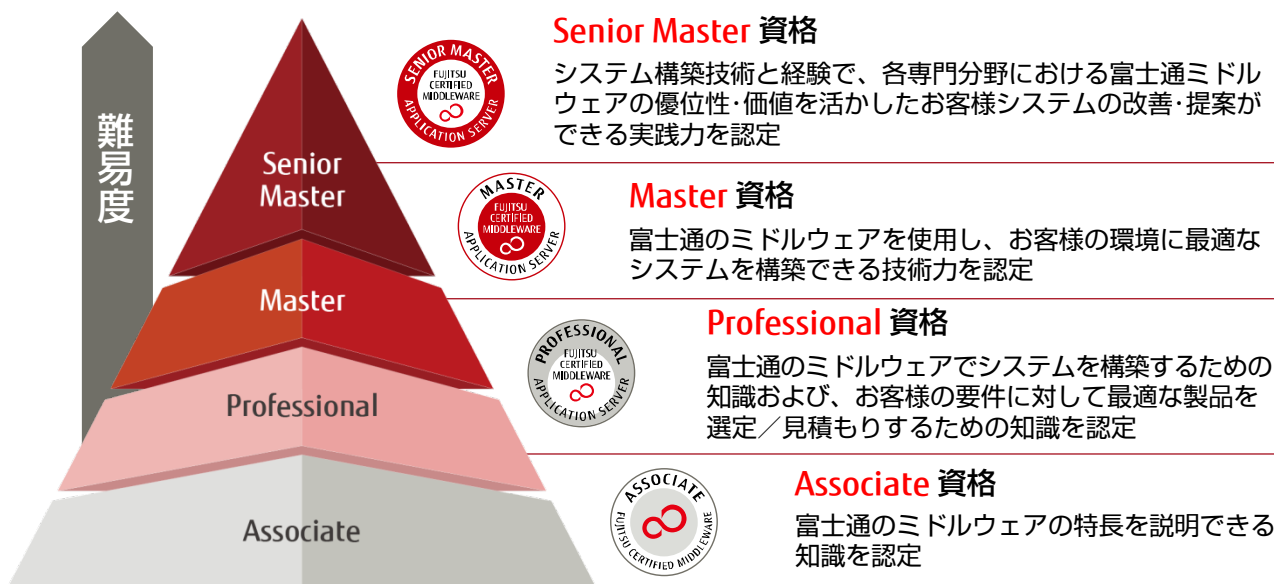 難易度
Senior
Master
Master
Professional
Associate
SENIOR MASTER
FUJITSU
CERTIFIED
MIDDLEWARE
APPLICATION SERVER
Senior Master 資格
システム構築技術と経験で、各専門分野における富士通ミドル
ウェアの優位性･価値を活かしたお客様システムの改善･提案が
できる実践力を認定
MASTER
FUJITSU
CERTIFIED
MIDDLEWARE
APPLICATION SERVER
Master 資格
富士通のミドルウェアを使用し、お客様の環境に最適な
システムを構築できる技術力を認定
PROFESSIONAL
FUJITSU
CERTIFIED
MIDDLEWARE
APPLICATION SERVER
Professional 資格
富士通のミドルウェアでシステムを構築するための
知識および、お客様の要件に対して最適な製品を
選定／見積もりするための知識を認定
ASSOCIATE
FUJITSU CERTIFIED MIDDLEWARE
Associate 資格
富士通のミドルウェアの特長を説明できる
知識を認定